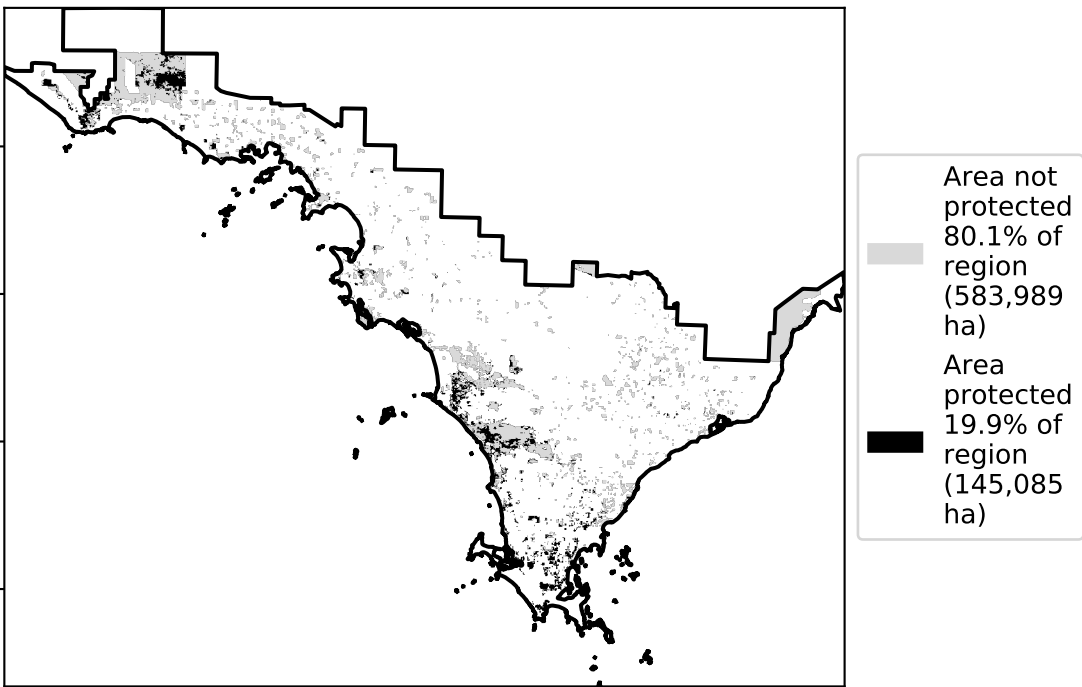 Area not
protected
80.1% of
region
(583,989
ha)
Area
protected
19.9% of
region
(145,085
ha)